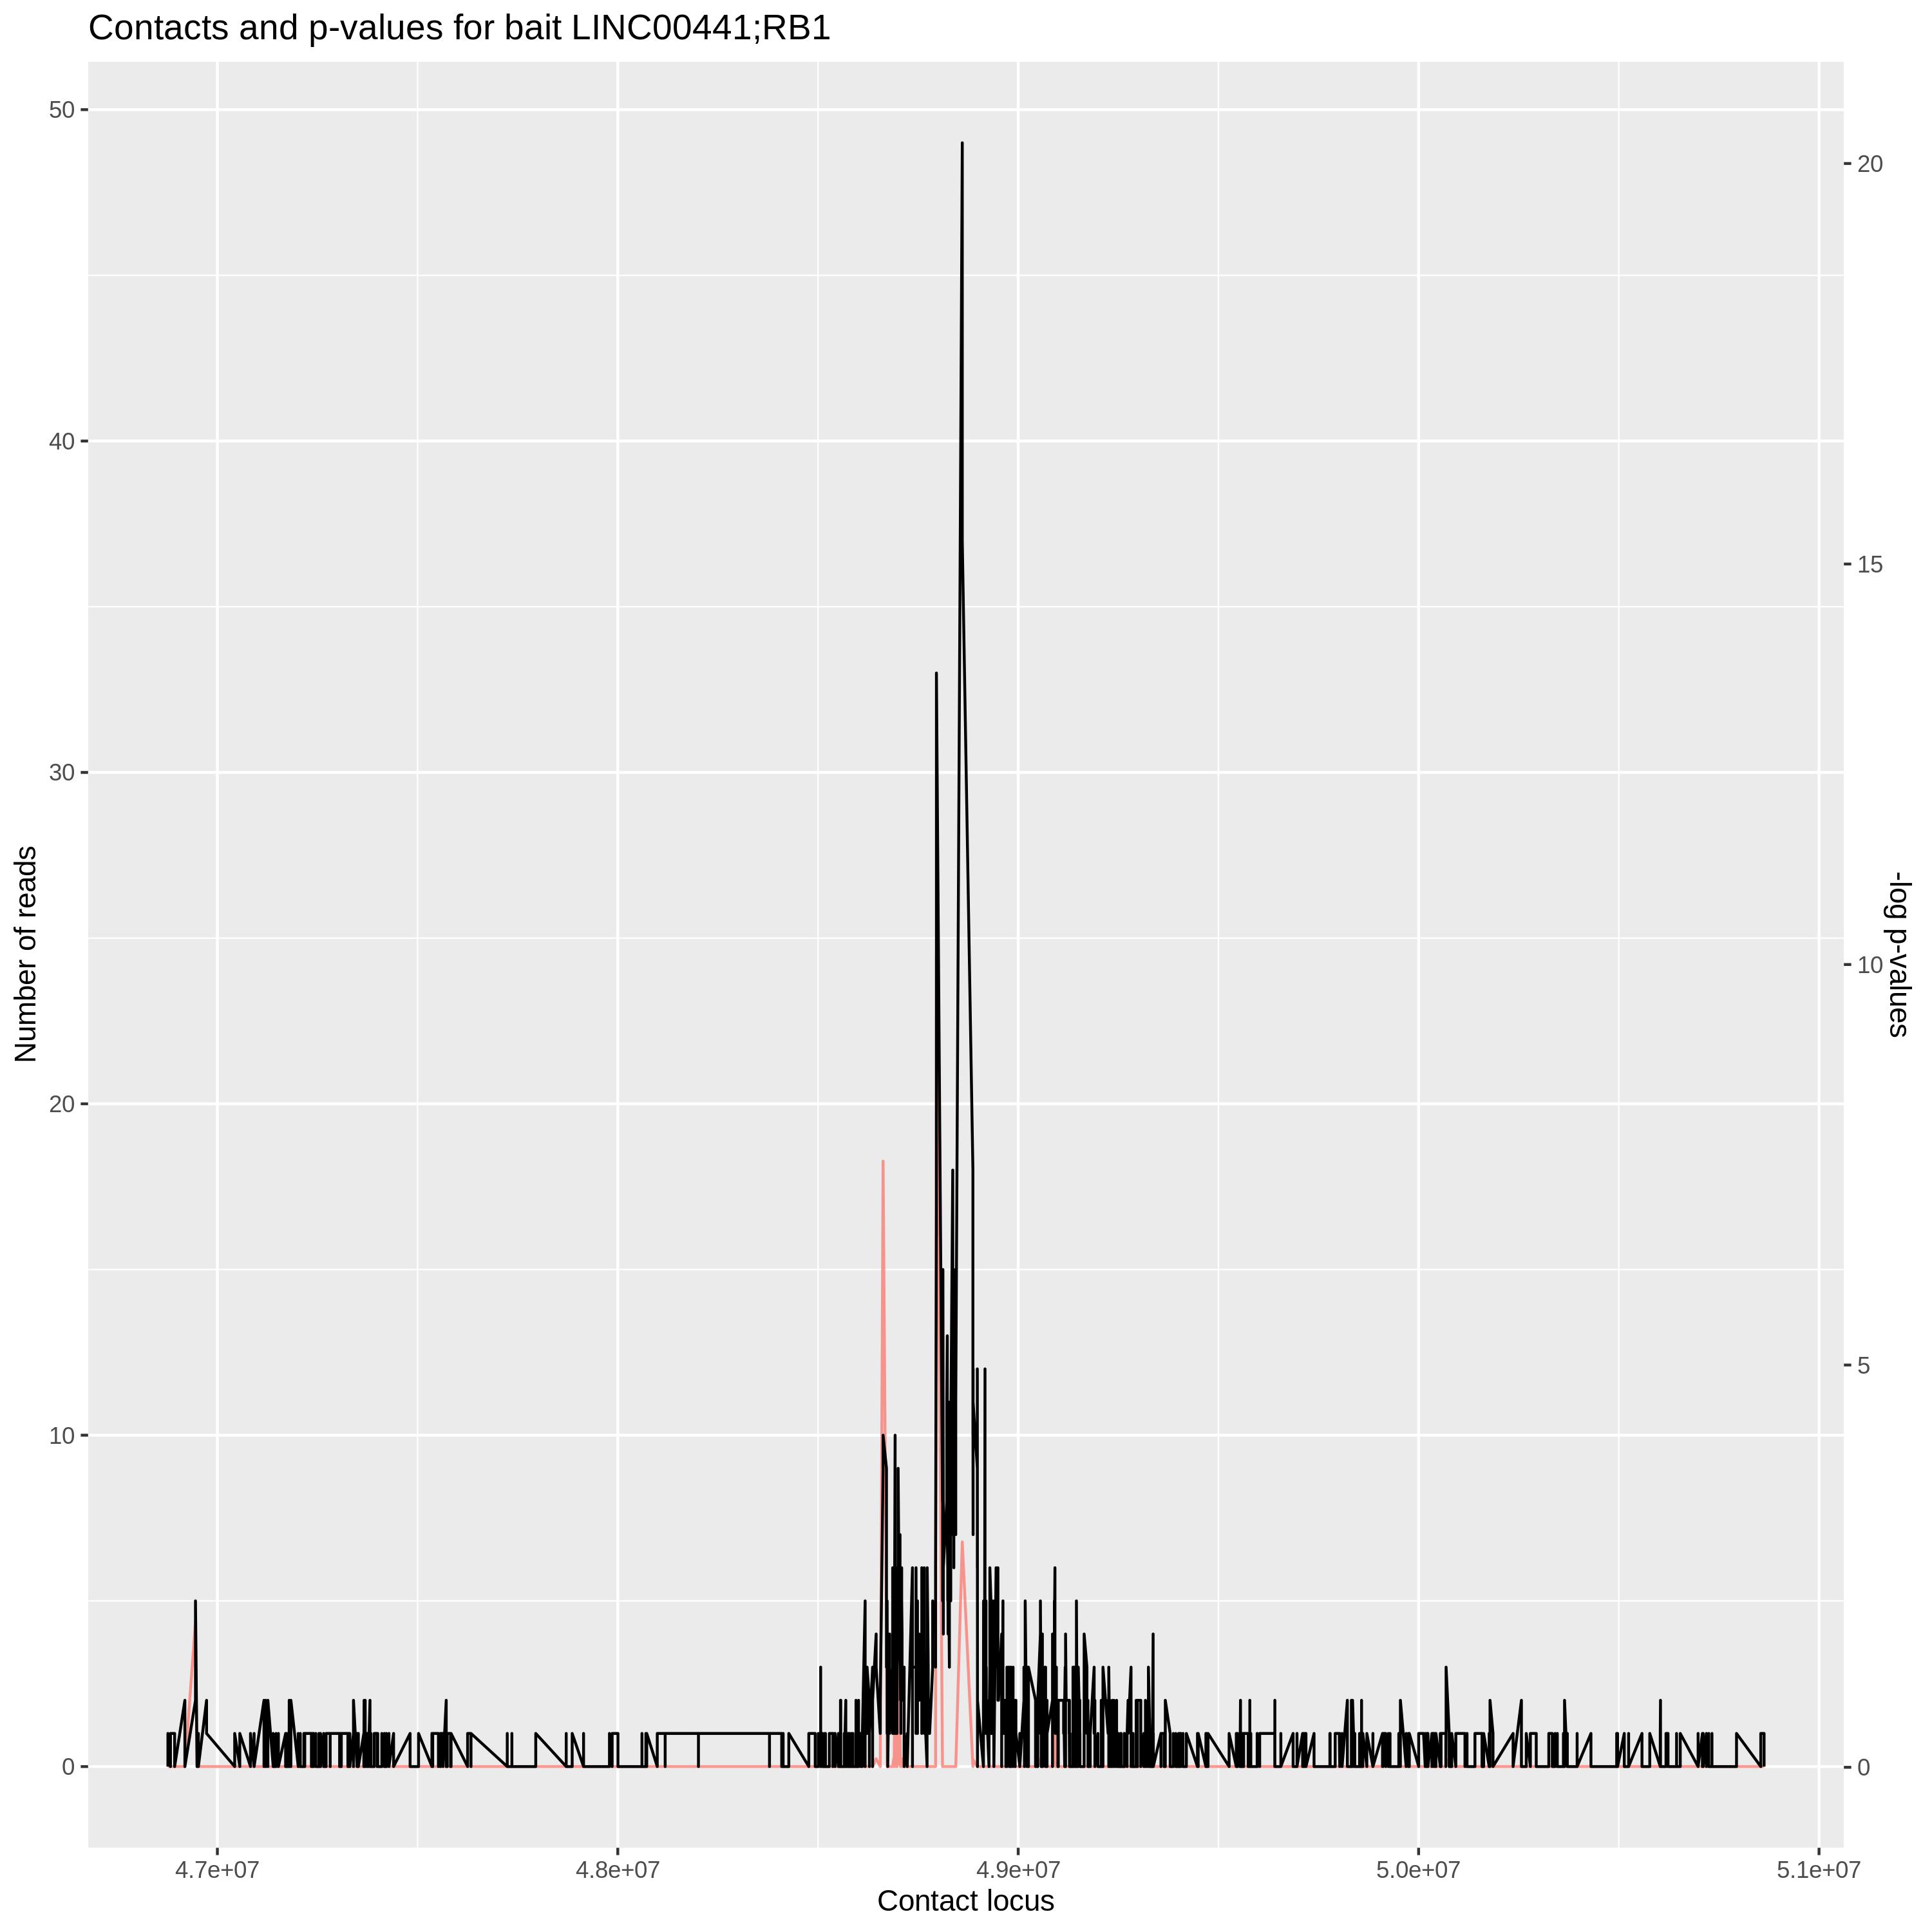 Contacts and p-values for bait LINC00441;RB1
50
40
30
20
10
0
Number of reads
20
15
10
5
0
-log p-values
4.7e+07
4.8e+07
4.9e+07
5.0e+07
5.1e+07
Contact locus